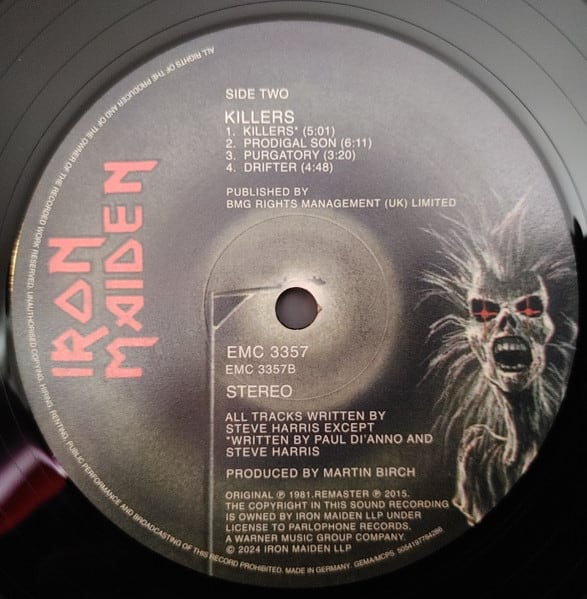 SIDE TWO
KILLERS
1. KILLERS* (5:01)
2. PRODIGAL SON (6:11)
3. PURGATORY (3:20)
4. DRIFTER (4:48)
PUBLISHED BY
BMG RIGHTS MANAGEMENT (UK) LIMITED
IRON
MAIDEN
EMC 3357
EMC 3357B
STEREO
ALL TRACKS WRITTEN BY
STEVE HARRIS EXCEPT
*WRITTEN BY PAUL DI'ANNO AND
STEVE HARRIS
PRODUCED BY MARTIN BIRCH
ORIGINAL ℗ 1981.REMASTER ℗ 2015.
THE COPYRIGHT IN THIS SOUND RECORDING
IS OWNED BY IRON MAIDEN LLP UNDER
LICENSE TO PARLOPHONE RECORDS,
A WARNER MUSIC GROUP COMPANY.
© 2024 IRON MAIDEN LLP
ALL RIGHTS OF THE PRODUCER AND OF THE OWNER OF THE RECORDED WORK RESERVED. UNAUTHORISED COPYING, HIRING, RENTING, PUBLIC PERFORMANCE AND BROADCASTING OF THIS RECORD PROHIBITED. MADE IN GERMANY. GEMA/MCPS. 5054197794286